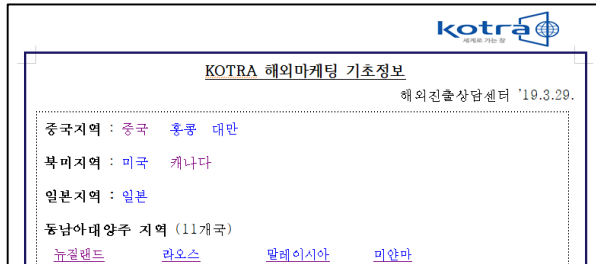 kotra
세계로 가는 창
KOTRA 해외마케팅 기초정보
해외진출상담센터 '19.3.29.
중국지역 : 중국 홍콩 대만
북미지역 : 미국 캐나다
일본지역 : 일본
동남아대양주 지역 (11개국)
뉴질랜드 라오스 말레이시아 미얀마